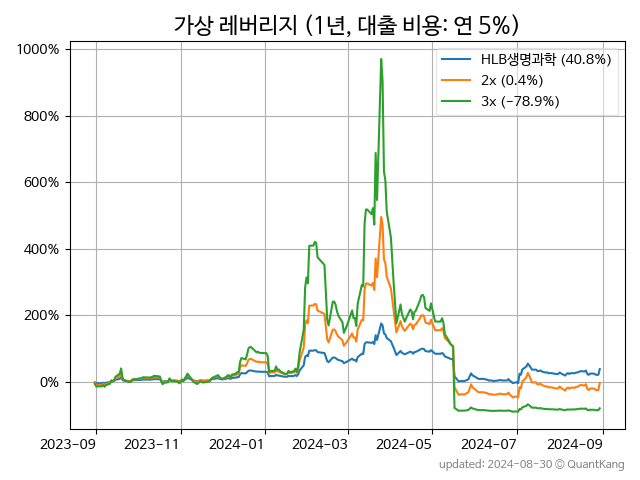 가상 레버리지 (1년, 대출 비용: 연 5%)
HLB생명과학 (40.8%)
2x (0.4%)
3x (−78.9%)
1000%
800%
600%
400%
200%
0%
2023-09 2023-11 2024-01 2024-03 2024-05 2024-07 2024-09
updated: 2024-08-30 © QuantKang